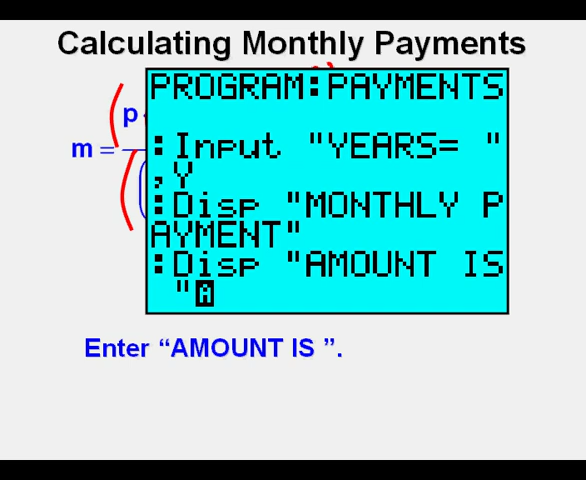 Calculating Monthly Payments
p
m =
PROGRAM:PAYMENTS
:Input "YEARS= "
,Y
:Disp "MONTHLY P
AYMENT"
:Disp "AMOUNT IS
"A
Enter “AMOUNT IS ”.